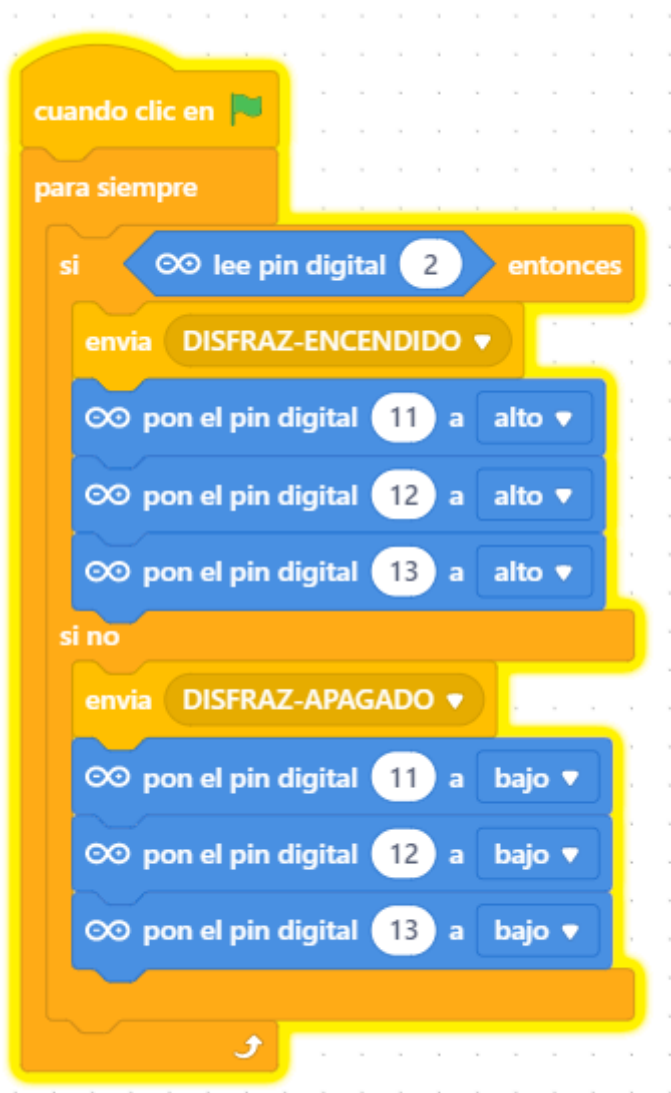 cuando clic en
para siempre
si lee pin digital 2 entonces
envia DISFRAZ-ENCENDIDO
pon el pin digital 11 a alto
pon el pin digital 12 a alto
pon el pin digital 13 a alto
si no
envia DISFRAZ-APAGADO
pon el pin digital 11 a bajo
pon el pin digital 12 a bajo
pon el pin digital 13 a bajo